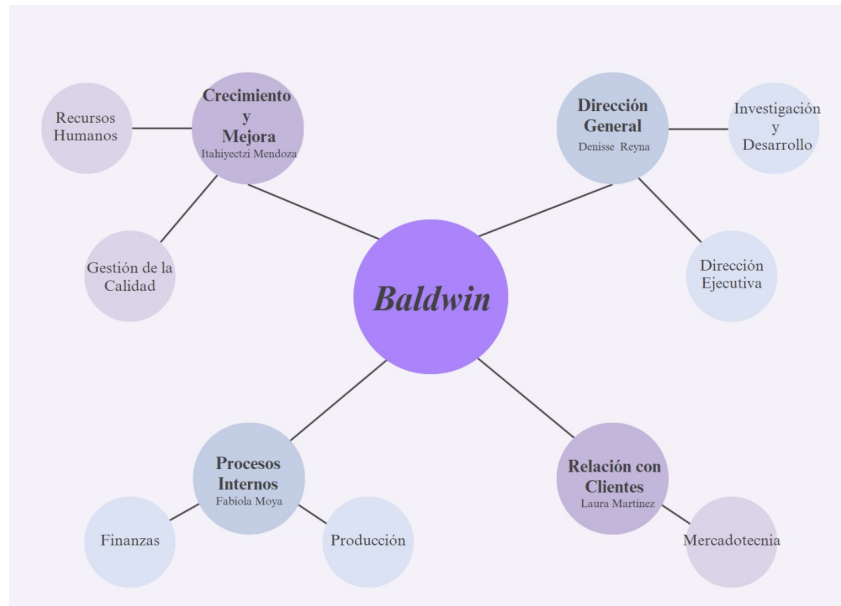 Crecimiento
y
Mejora
Itahiyectzi Mendoza
Recursos
Humanos
Gestión de la
Calidad
Dirección
General
Denisse Reyna
Investigación
y
Desarrollo
Dirección
Ejecutiva
Baldwin
Procesos
Internos
Fabiola Moya
Finanzas
Producción
Relación con
Clientes
Laura Martínez
Mercadotecnia